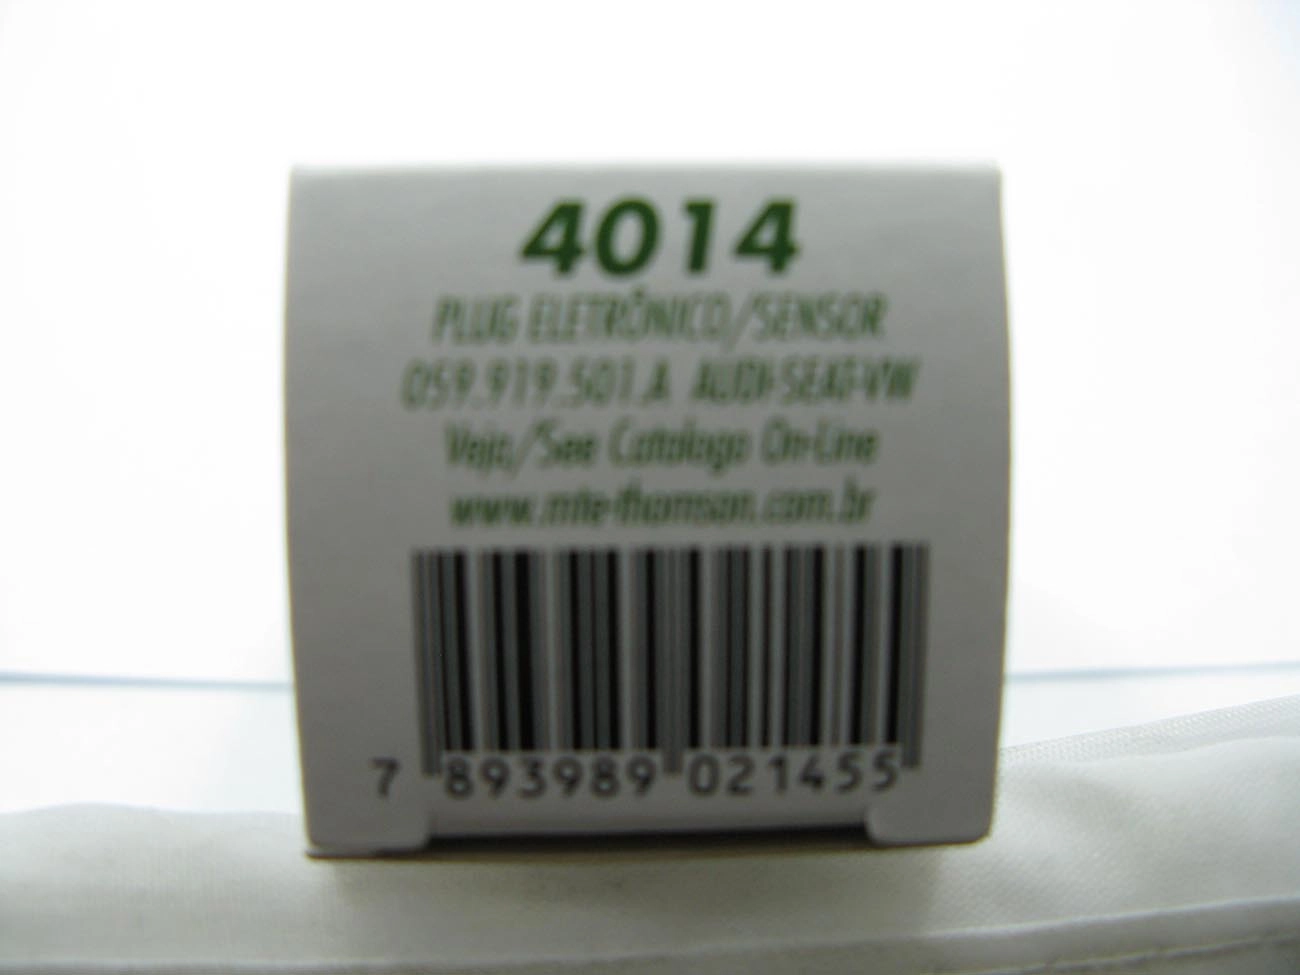 4014
PLUG ELETRÔNICO/SENSOR
059.919.501.A AUDI-SEAT-VW
Veja/See Catalogo On-Line
www.mte-thomson.com.br
7 893989 021455